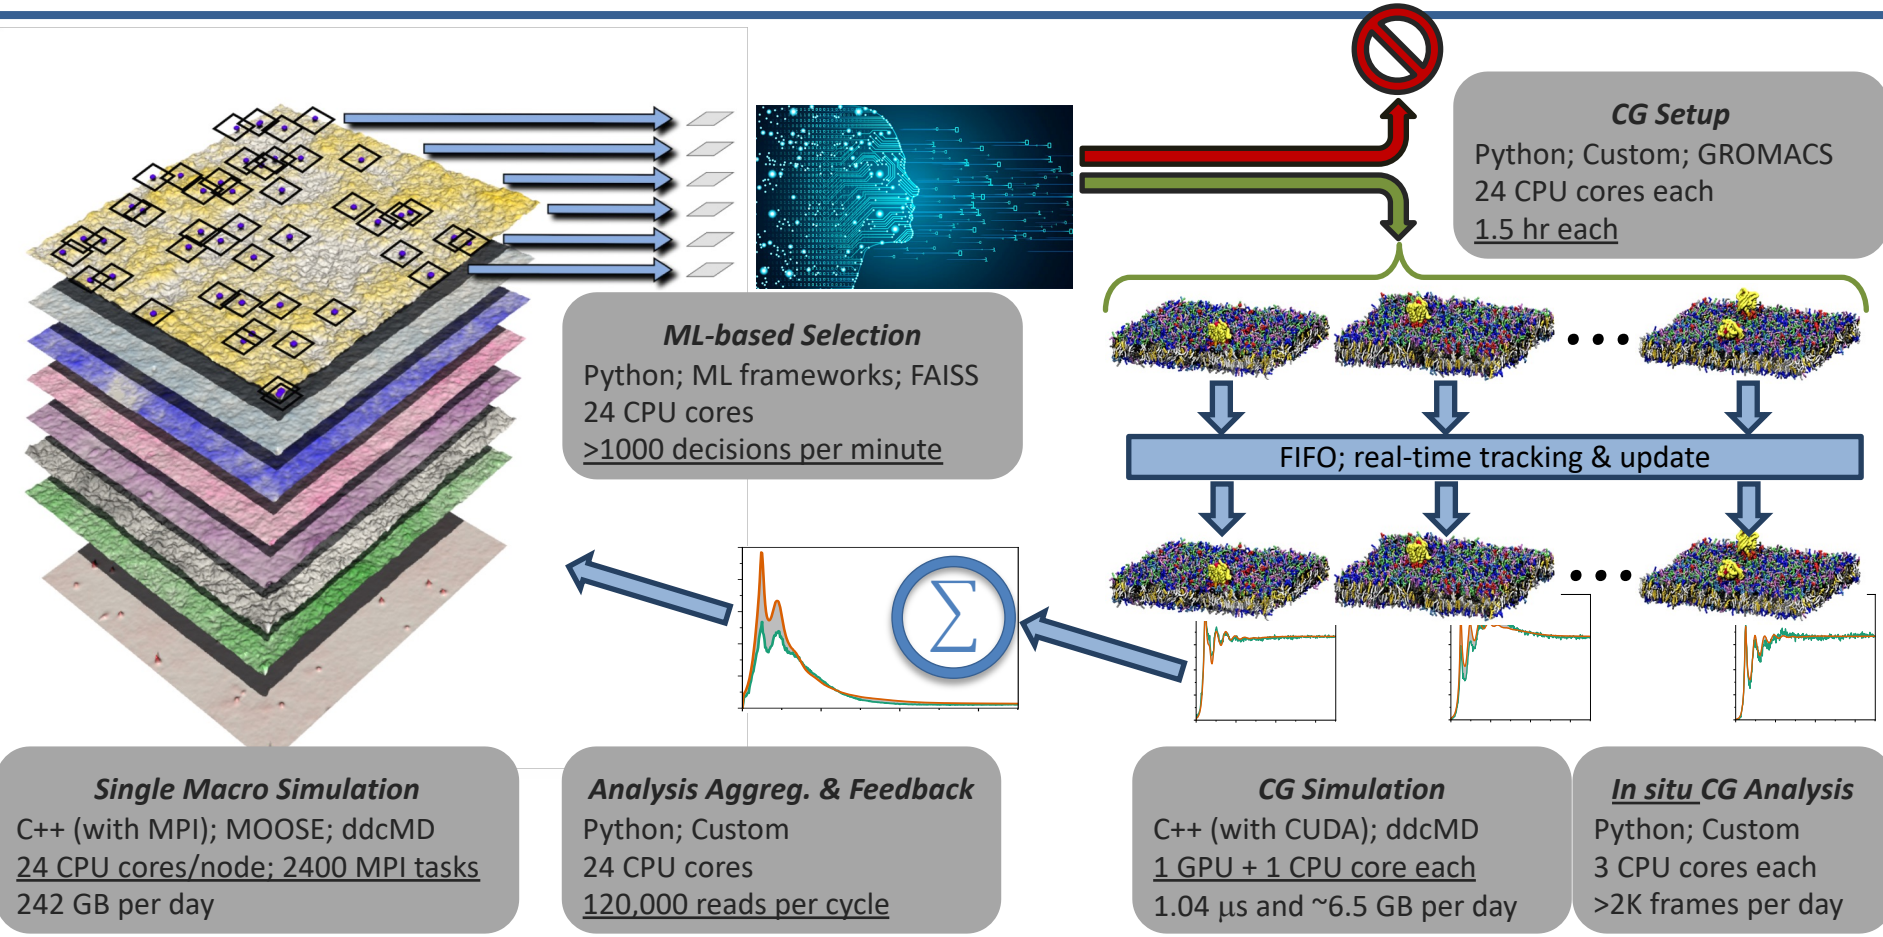 CG Setup
Python; Custom; GROMACS
24 CPU cores each
1.5 hr each
ML-based Selection
Python; ML frameworks; FAISS
24 CPU cores
>1000 decisions per minute
FIFO; real-time tracking & update
∑
Single Macro Simulation
C++ (with MPI); MOOSE; ddcMD
24 CPU cores/node; 2400 MPI tasks
242 GB per day
Analysis Aggreg. & Feedback
Python; Custom
24 CPU cores
120,000 reads per cycle
CG Simulation
C++ (with CUDA); ddcMD
1 GPU + 1 CPU core each
1.04 μs and ~6.5 GB per day
In situ CG Analysis
Python; Custom
3 CPU cores each
>2K frames per day